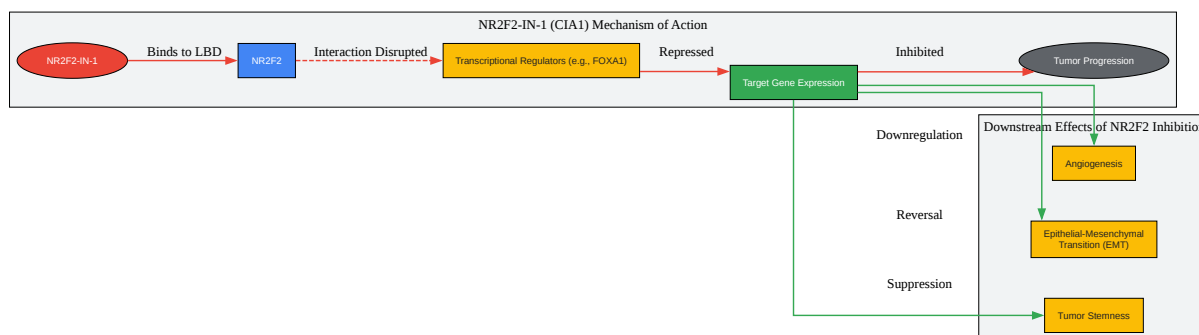 NR2F2-IN-1 (CIA1) Mechanism of Action
NR2F2-IN-1
Binds to LBD
NR2F2
Interaction Disrupted
Transcriptional Regulators (e.g., FOXA1)
Repressed
Target Gene Expression
Inhibited
Tumor Progression
Downstream Effects of NR2F2 Inhibition
Downregulation
Angiogenesis
Reversal
Epithelial-Mesenchymal
Transition (EMT)
Suppression
Tumor Stemness